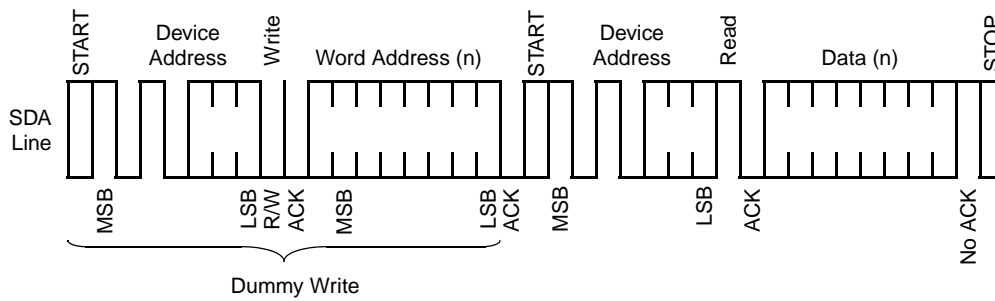 START
Device
Address
Write
Word Address (n)
START
Device
Address
Read
Data (n)
STOP
SDA
Line
MSB
LSB
R/W
ACK
MSB
LSB
ACK
MSB
LSB
ACK
No ACK
Dummy Write